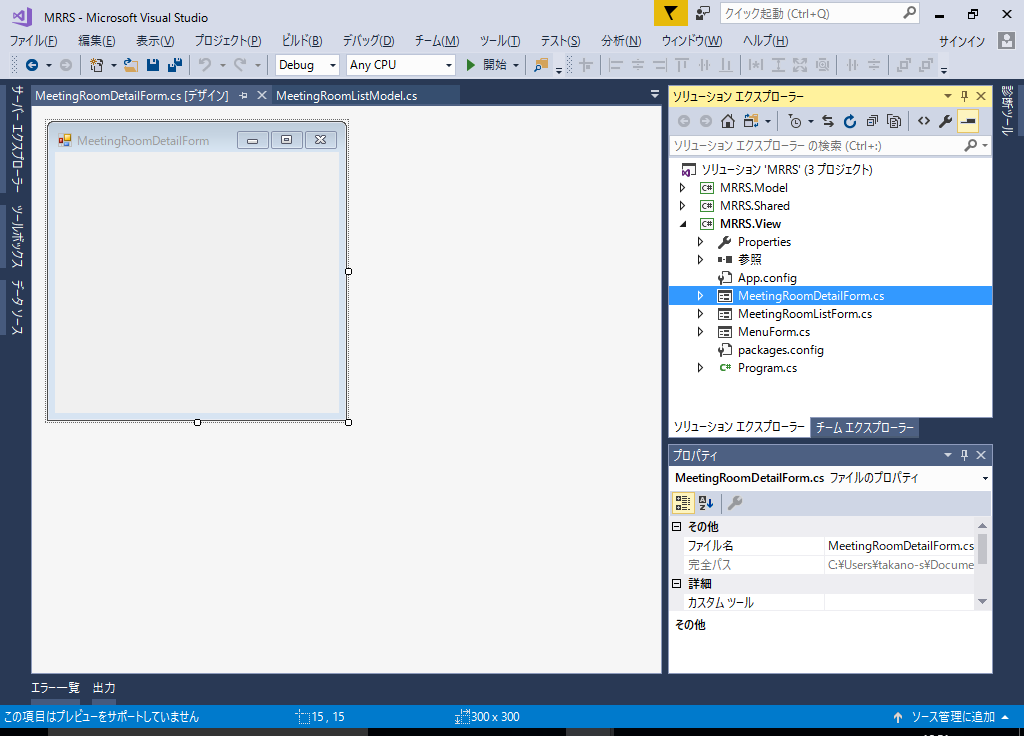 MRRS - Microsoft Visual Studio
クイック起動 (Ctrl+Q)
ファイル(F) 編集(E) 表示(V) プロジェクト(P) ビルド(B) デバッグ(D) チーム(M) ツール(T) テスト(S) 分析(N) ウィンドウ(W) ヘルプ(H) サインイン
Debug Any CPU 開始
サーバー エクスプローラー
ツールボックス
データ ソース
MeetingRoomDetailForm.cs [デザイン] MeetingRoomListModel.cs
MeetingRoomDetailForm
ソリューション エクスプローラー
ソリューション エクスプローラー の検索 (Ctrl+:)
ソリューション 'MRRS' (3 プロジェクト)
C# MRRS.Model
C# MRRS.Shared
C# MRRS.View
Properties
参照
App.config
MeetingRoomDetailForm.cs
MeetingRoomListForm.cs
MenuForm.cs
packages.config
C# Program.cs
ソリューション エクスプローラー チーム エクスプローラー
診断ツール
プロパティ
MeetingRoomDetailForm.cs ファイルのプロパティ
その他
ファイル名 MeetingRoomDetailForm.cs
完全パス C:¥Users¥takano-s¥Docume
詳細
カスタム ツール
その他
エラー一覧 出力
この項目はプレビューをサポートしていません 15 , 15 300 x 300 ソース管理に追加